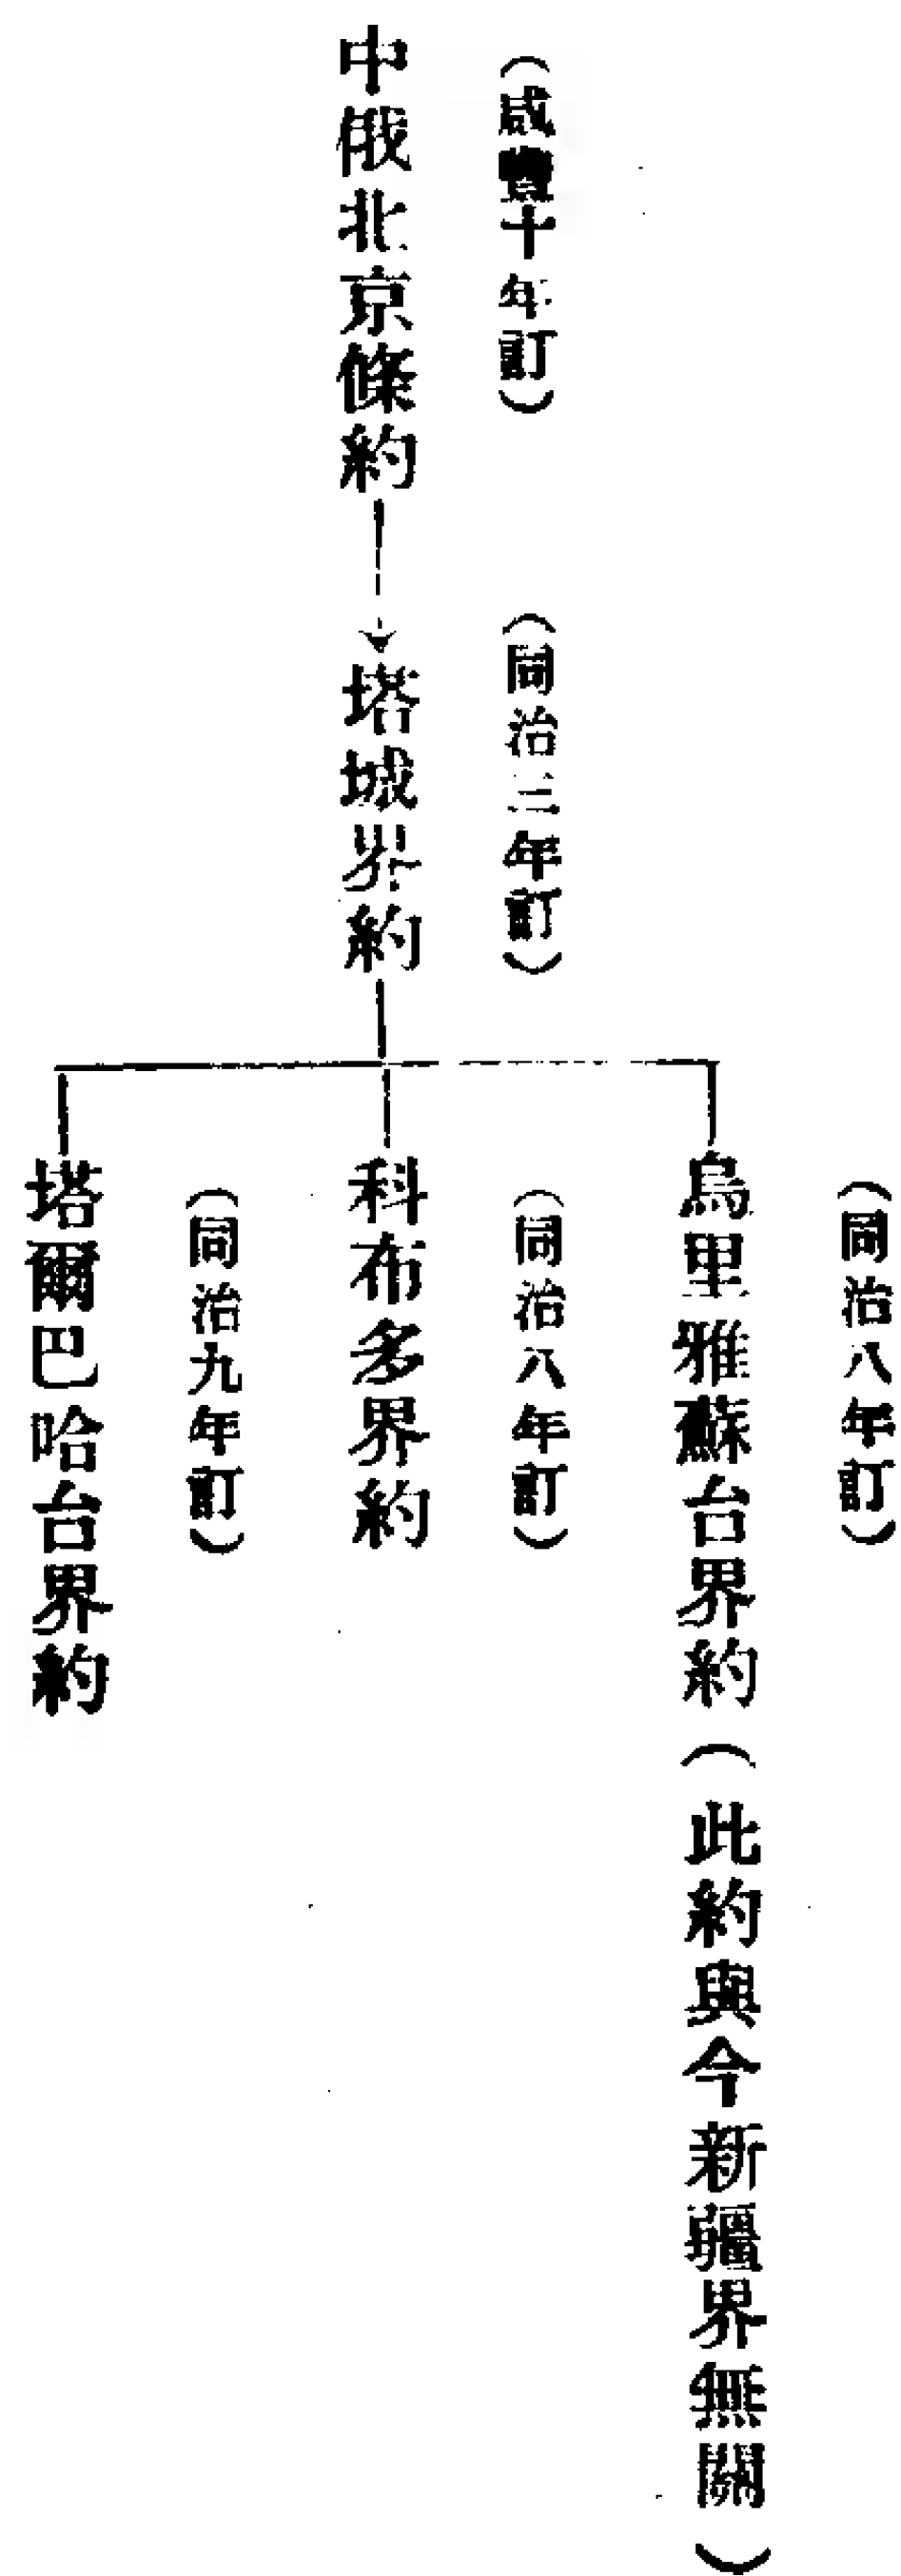 (咸豐十年訂)
中俄北京條約
(同治三年訂)
塔城界約
(同治八年訂)
烏里雅蘇台界約(此約與今新疆界無關)
(同治八年訂)
科布多界約
(同治九年訂)
塔爾巴哈台界約